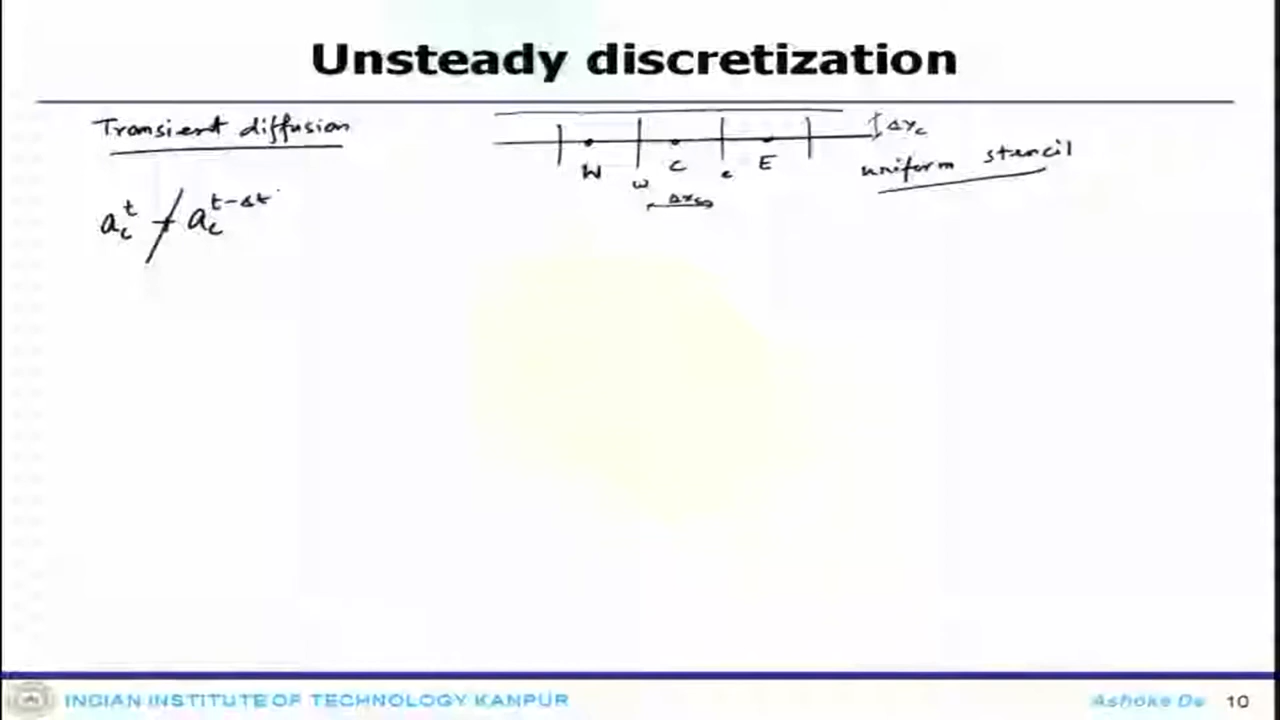 Unsteady discretization
Transient diffusion
W w C e E
Δx_c
Δy_c
uniform stencil
a_c^t + a_c^{t-Δt}
INDIAN INSTITUTE OF TECHNOLOGY KANPUR
Ashoke De 10